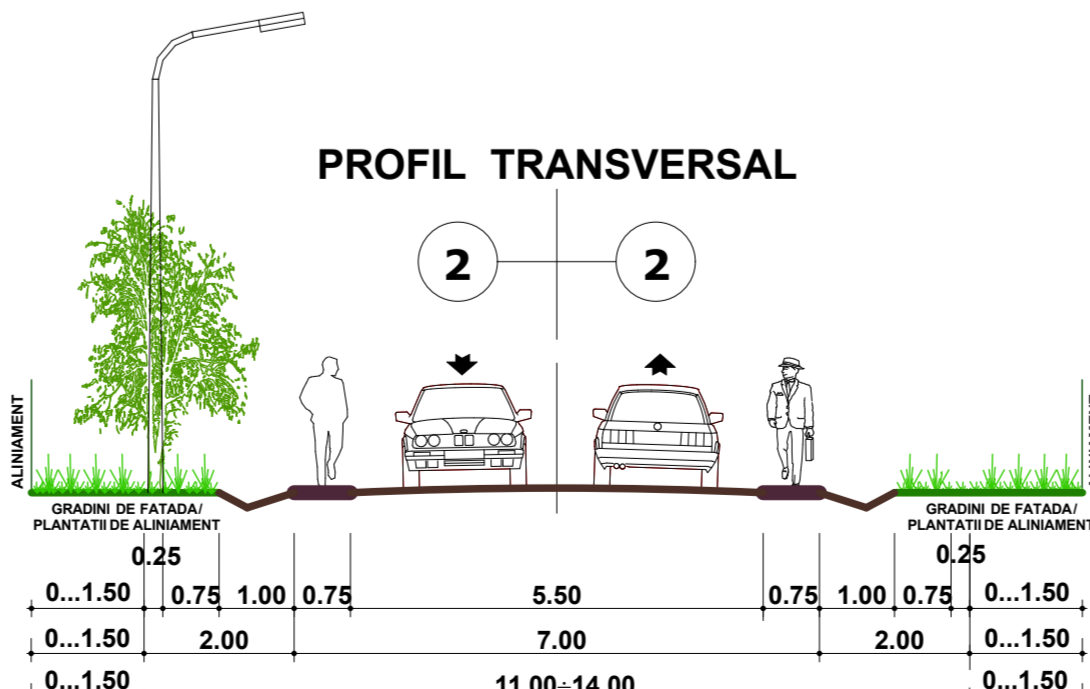 PROFIL TRANSVERSAL
2 2
ALINIAMENT
GRADINI DE FATADA/
PLANTATII DE ALINIAMENT
GRADINI DE FATADA/
PLANTATII DE ALINIAMENT
0.25 0.25
0...1.50 0.75 1.00 0.75 5.50 0.75 1.00 0.75 0...1.50
0...1.50 2.00 7.00 2.00 0...1.50
0...1.50 11.00÷14.00 0...1.50